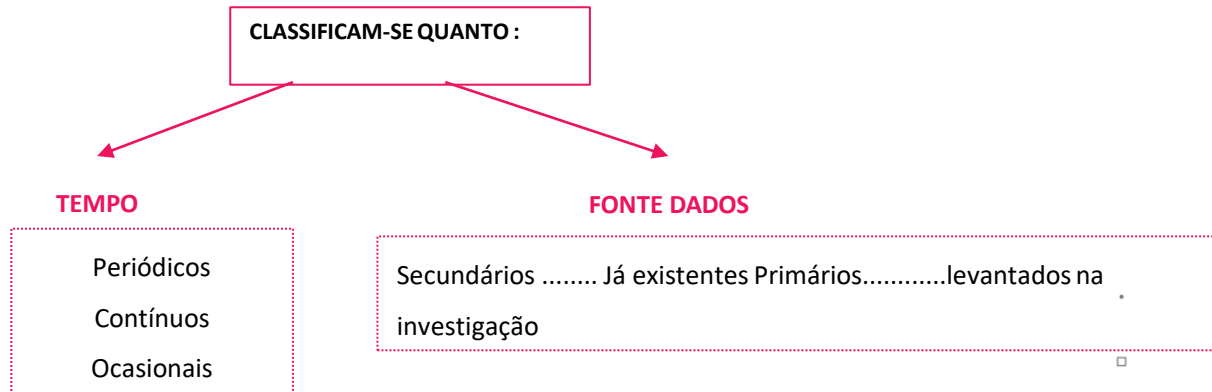 CLASSIFICAM-SE QUANTO :
TEMPO
Periódicos
Contínuos
Ocasionais
FONTE DADOS
Secundários ........ Já existentes Primários............levantados na
investigação